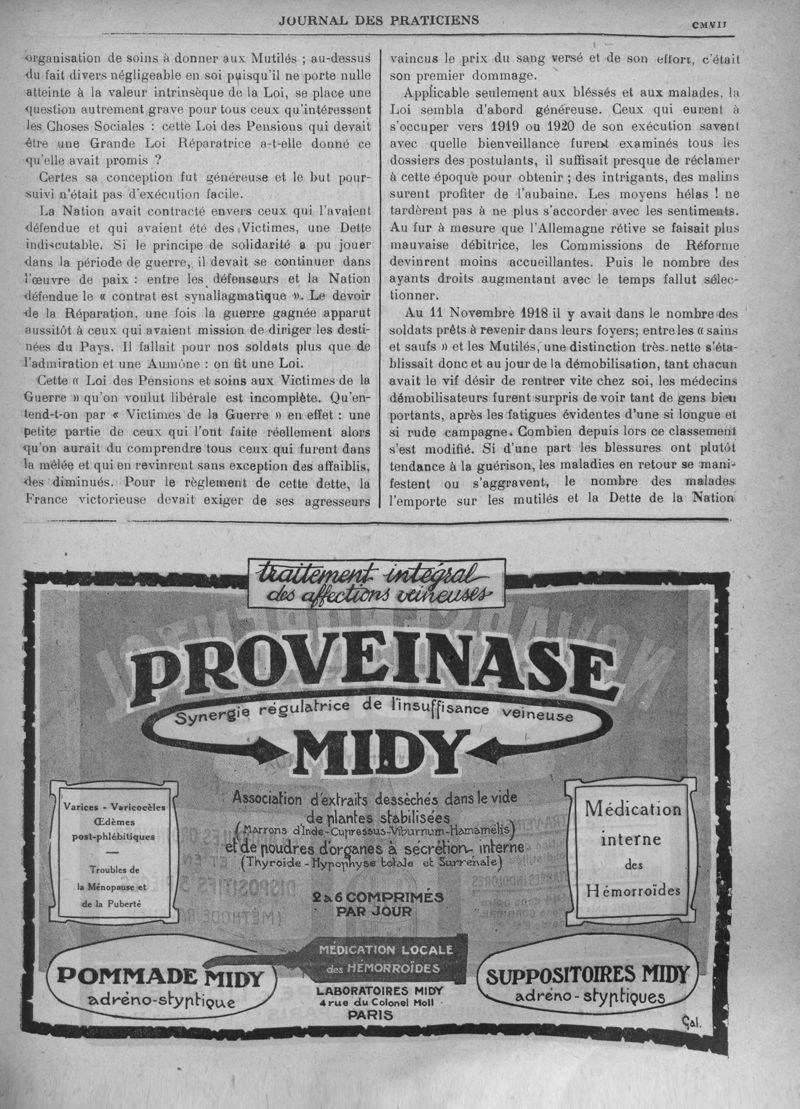 JOURNAL DES PRATICIENS
CMVII
organisation de soins à donner aux Mutilés ; au-dessus
du fait divers négligeable en soi puisqu'il ne porte nulle
atteinte à la valeur intrinsèque de la Loi, se place une
question autrement grave pour tous ceux qu'intéressent
les Choses Sociales : cette Loi des Pensions qui devait
être une Grande Loi Réparatrice a-t-elle donné ce
qu'elle avait promis ?
Certes sa conception fut généreuse et le but pour-
suivi n'était pas d'exécution facile.
La Nation avait contracté envers ceux qui l'avaient
défendue et qui avaient été des Victimes, une Dette
indiscutable. Si le principe de solidarité a pu jouer
dans la période de guerre, il devait se continuer dans
l'œuvre de paix : entre les défenseurs et la Nation
défendue le « contrat est synallagmatique ». Le devoir
de la Réparation, une fois la guerre gagnée apparut
aussitôt à ceux qui avaient mission de diriger les desti-
nées du Pays. Il fallait pour nos soldats plus que de
l'admiration et une Aumône : on fit une Loi.
Cette « Loi des Pensions et soins aux Victimes de la
Guerre » qu'on voulut libérale est incomplète. Qu'en-
tend-t-on par « Victimes de la Guerre » en effet : une
petite partie de ceux qui l'ont faite réellement alors
qu'on aurait du comprendre tous ceux qui furent dans
la mêlée et qui en revinrent sans exception des affaiblis,
des diminués. Pour le règlement de cette dette, la
France victorieuse devait exiger de ses agresseurs
vaincus le prix du sang versé et de son effort, c'était
son premier dommage.
Applicable seulement aux bléssés et aux malades, la
Loi sembla d'abord généreuse. Ceux qui eurent à
s'occuper vers 1919 ou 1920 de son exécution savent
avec quelle bienveillance furent examinés tous les
dossiers des postulants, il suffisait presque de réclamer
à cette époque pour obtenir ; des intrigants, des malins
surent profiter de l'aubaine. Les moyens hélas ! ne
tardèrent pas à ne plus s'accorder avec les sentiments.
Au fur à mesure que l'Allemagne rétive se faisait plus
mauvaise débitrice, les Commissions de Réforme
devinrent moins accueillantes. Puis le nombre des
ayants droits augmentant avec le temps fallut sélec-
tionner.
Au 11 Novembre 1918 il y avait dans le nombre des
soldats prêts à revenir dans leurs foyers; entre les « sains
et saufs » et les Mutilés, une distinction très nette s'éta-
blissait donc et au jour de la démobilisation, tant chacun
avait le vif désir de rentrer vite chez soi, les médecins
démobilisateurs furent surpris de voir tant de gens bien
portants, après les fatigues évidentes d'une si longue et
si rude campagne. Combien depuis lors ce classement
s'est modifié. Si d'une part les blessures ont plutôt
tendance à la guérison, les maladies en retour se mani-
festent ou s'aggravent, le nombre des malades
l'emporte sur les mutilés et la Dette de la Nation
traitement intégral
des affections veineuses
PROVEINASE
Synergie régulatrice de l'insuffisance veineuse
MIDY
Varices - Varicocèles
Œdèmes
post-phlébitiques
Troubles de
la Ménopause et
de la Puberté
Association d'extraits desséchés dans le vide
de plantes stabilisées
(Marrons d'Inde-Cupressus-Viburnum-Hamamélis)
et de poudres d'organes à sécrétion interne
(Thyroïde-Hypophyse totale et Surrénale)
2 à 6 COMPRIMÉS
PAR JOUR
Médication
interne
des
Hémorroïdes
POMMADE MIDY
adréno-styptique
MÉDICATION LOCALE
des HÉMORROÏDES
LABORATOIRES MIDY
4 rue du Colonel Moll
PARIS
SUPPOSITOIRES MIDY
adréno-styptiques
Gal.